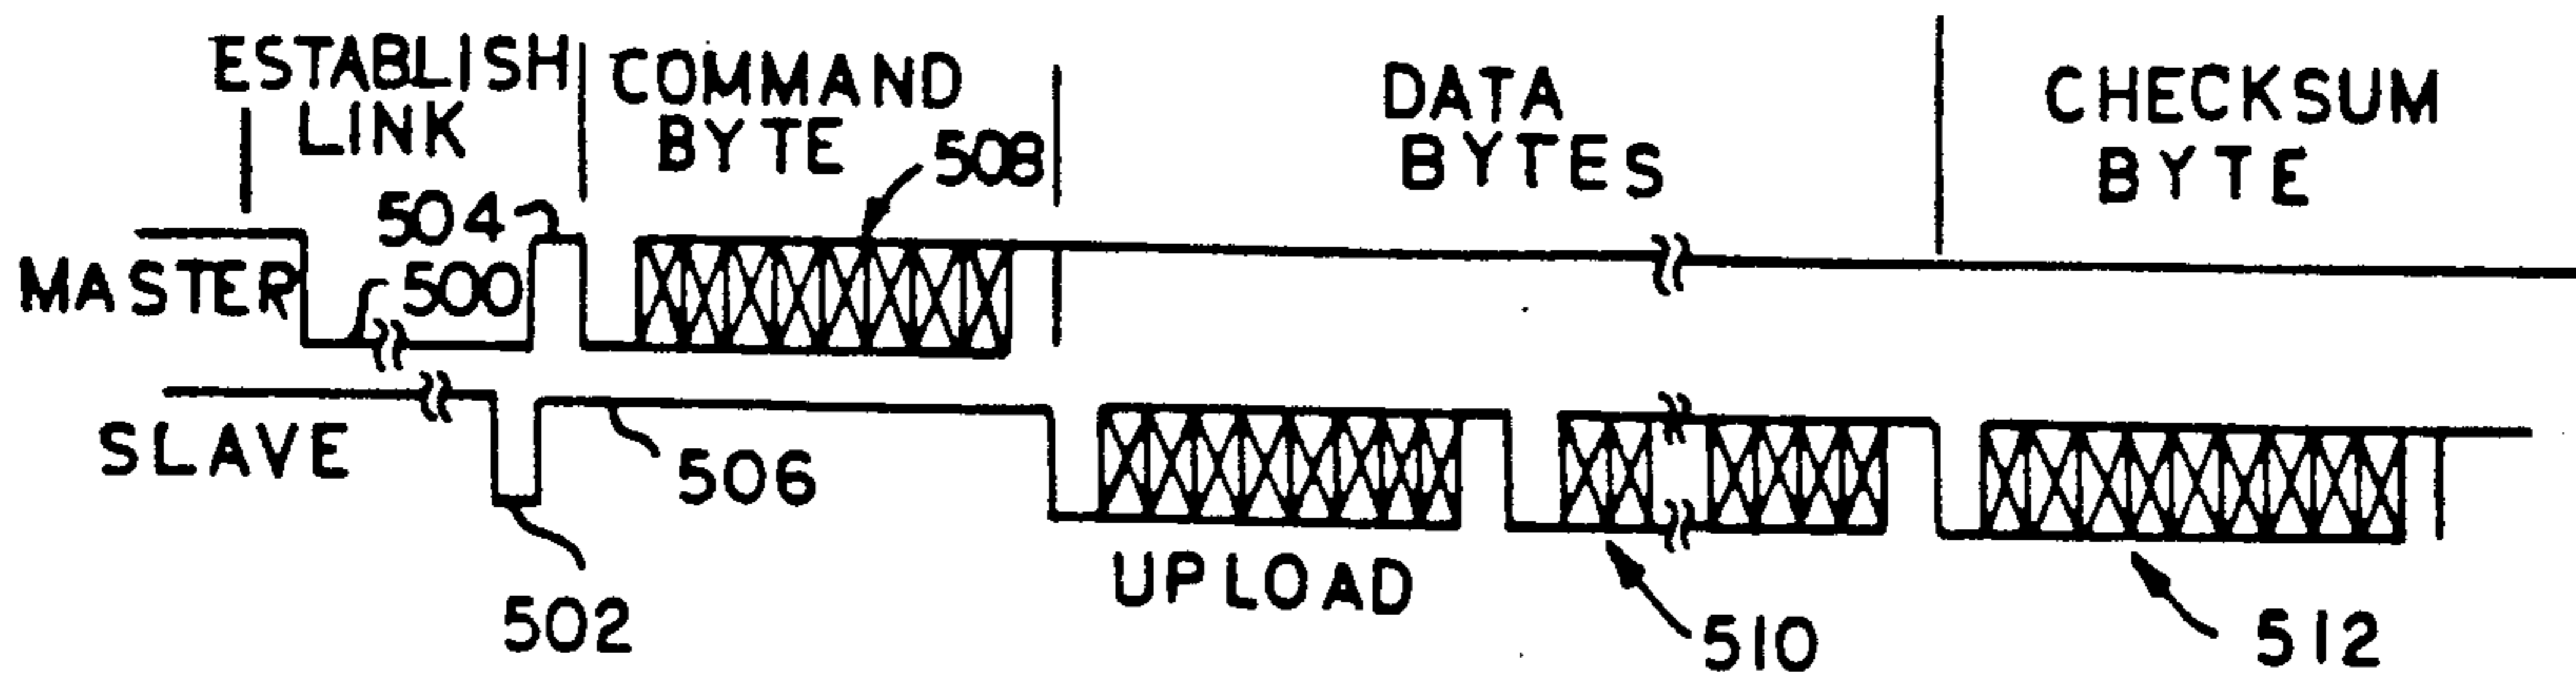 ESTABLISH
LINK
COMMAND
BYTE
508
DATA
BYTES
CHECKSUM
BYTE
504
MASTER
500
SLAVE
506
502
UPLOAD
510
512